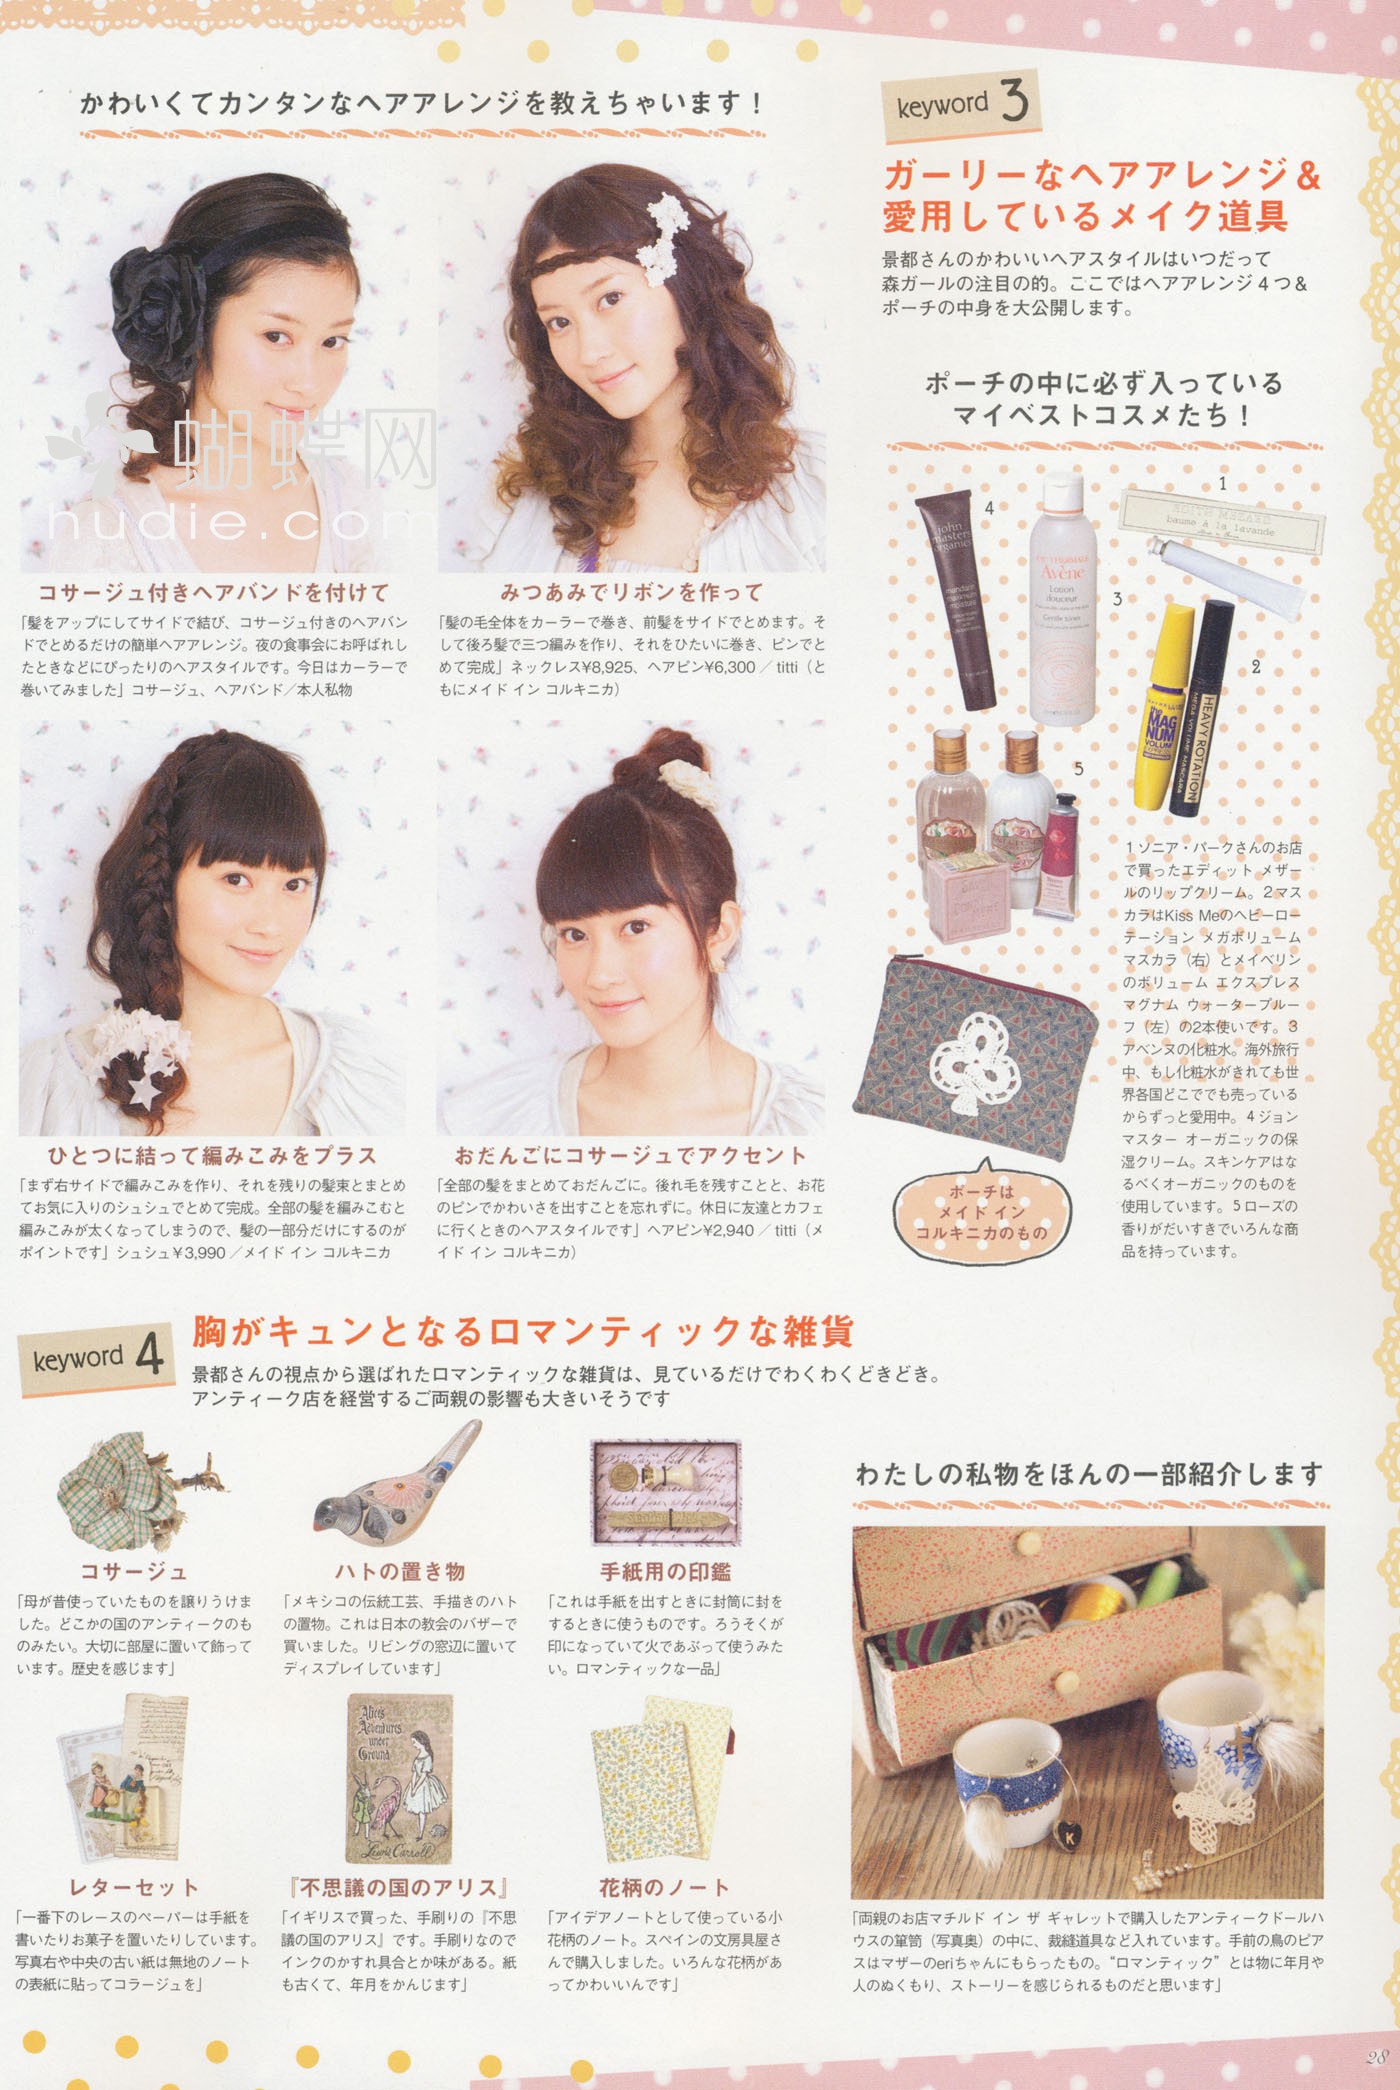 かわいくてカンタンなヘアアレンジを教えちゃいます！
コサージュ付きヘアバンドを付けて
「髪をアップにしてサイドで結び、コサージュ付きのヘアバン
ドでとめるだけの簡単ヘアアレンジ。夜の食事会にお呼ばれし
たときなどにぴったりのヘアスタイルです。今日はカーラーで
巻いてみました」コサージュ、ヘアバンド／本人私物
みつあみでリボンを作って
「髪の毛全体をカーラーで巻き、前髪をサイドでとめます。そ
して後ろ髪で三つ編みを作り、それをひたいに巻き、ピンでと
めて完成」ネックレス¥8,925、ヘアピン¥6,300／titti（と
もにメイド イン コルキニカ）
ひとつに結って編みこみをプラス
「まず右サイドで編みこみを作り、それを残りの髪束とまとめ
てお気に入りのシュシュでとめて完成。全部の髪を編みこむと
編みこみが太くなってしまうので、髪の一部分だけにするのが
ポイントです」シュシュ¥3,990／メイド イン コルキニカ
おだんごにコサージュでアクセント
「全部の髪をまとめておだんごに。後れ毛を残すことと、お花
のピンでかわいさを出すことを忘れずに。休日に友達とカフェ
に行くときのヘアスタイルです」ヘアピン¥2,940／titti（メ
イド イン コルキニカ）
蝴蝶网
hudie.com
keyword 3
ガーリーなヘアアレンジ＆
愛用しているメイク道具
景都さんのかわいいヘアスタイルはいつだって
森ガールの注目の的。ここではヘアアレンジ4つ＆
ポーチの中身を大公開します。
ポーチの中に必ず入っている
マイベストコスメたち！
1
baume à la lavande
4
john
masters
organics
EAU THERMALE
Avène
Lotion
douceur
Gentle toner
3
2
the
MAG
NUM
VOLUM
HEAVY ROTATION
MEGA VOLUME MASCARA
5
1ソニア・パークさんのお店
で買ったエディット メザー
ルのリップクリーム。2マス
カラはKiss Meのヘビーロー
テーション メガボリューム
マスカラ（右）とメイベリン
のボリューム エクスプレス
マグナム ウォータープルー
フ（左）の2本使いです。3
アベンヌの化粧水。海外旅行
中、もし化粧水がきれても世
界各国どこででも売っている
からずっと愛用中。4ジョン
マスター オーガニックの保
湿クリーム。スキンケアはな
るべくオーガニックのものを
使用しています。5ローズの
香りがだいすきでいろんな商
品を持っています。
ポーチは
メイド イン
コルキニカのもの
keyword 4
胸がキュンとなるロマンティックな雑貨
景都さんの視点から選ばれたロマンティックな雑貨は、見ているだけでわくわくどきどき。
アンティーク店を経営するご両親の影響も大きいそうです
コサージュ
「母が昔使っていたものを譲りうけま
した。どこかの国のアンティークのも
のみたい。大切に部屋に置いて飾って
います。歴史を感じます」
ハトの置き物
「メキシコの伝統工芸、手描きのハト
の置物。これは日本の教会のバザーで
買いました。リビングの窓辺に置いて
ディスプレイしています」
手紙用の印鑑
「これは手紙を出すときに封筒に封を
するときに使うものです。ろうそくが
印になっていて火であぶって使うみた
い。ロマンティックな一品」
レターセット
「一番下のレースのペーパーは手紙を
書いたりお菓子を置いたりしています。
写真右や中央の古い紙は無地のノート
の表紙に貼ってコラージュを」
Alice's
Adventures
under
Ground
Lewis Carroll
『不思議の国のアリス』
「イギリスで買った、手刷りの『不思
議の国のアリス』です。手刷りなので
インクのかすれ具合とか味がある。紙
も古くて、年月をかんじます」
花柄のノート
「アイデアノートとして使っている小
花柄のノート。スペインの文房具屋さ
んで購入しました。いろんな花柄があ
ってかわいいんです」
わたしの私物をほんの一部紹介します
K
「両親のお店マチルド イン ザ ギャレットで購入したアンティークドールハ
ウスの箪笥（写真奥）の中に、裁縫道具など入れています。手前の鳥のピア
スはマザーのeriちゃんにもらったもの。“ロマンティック”とは物に年月や
人のぬくもり、ストーリーを感じられるものだと思います」
28